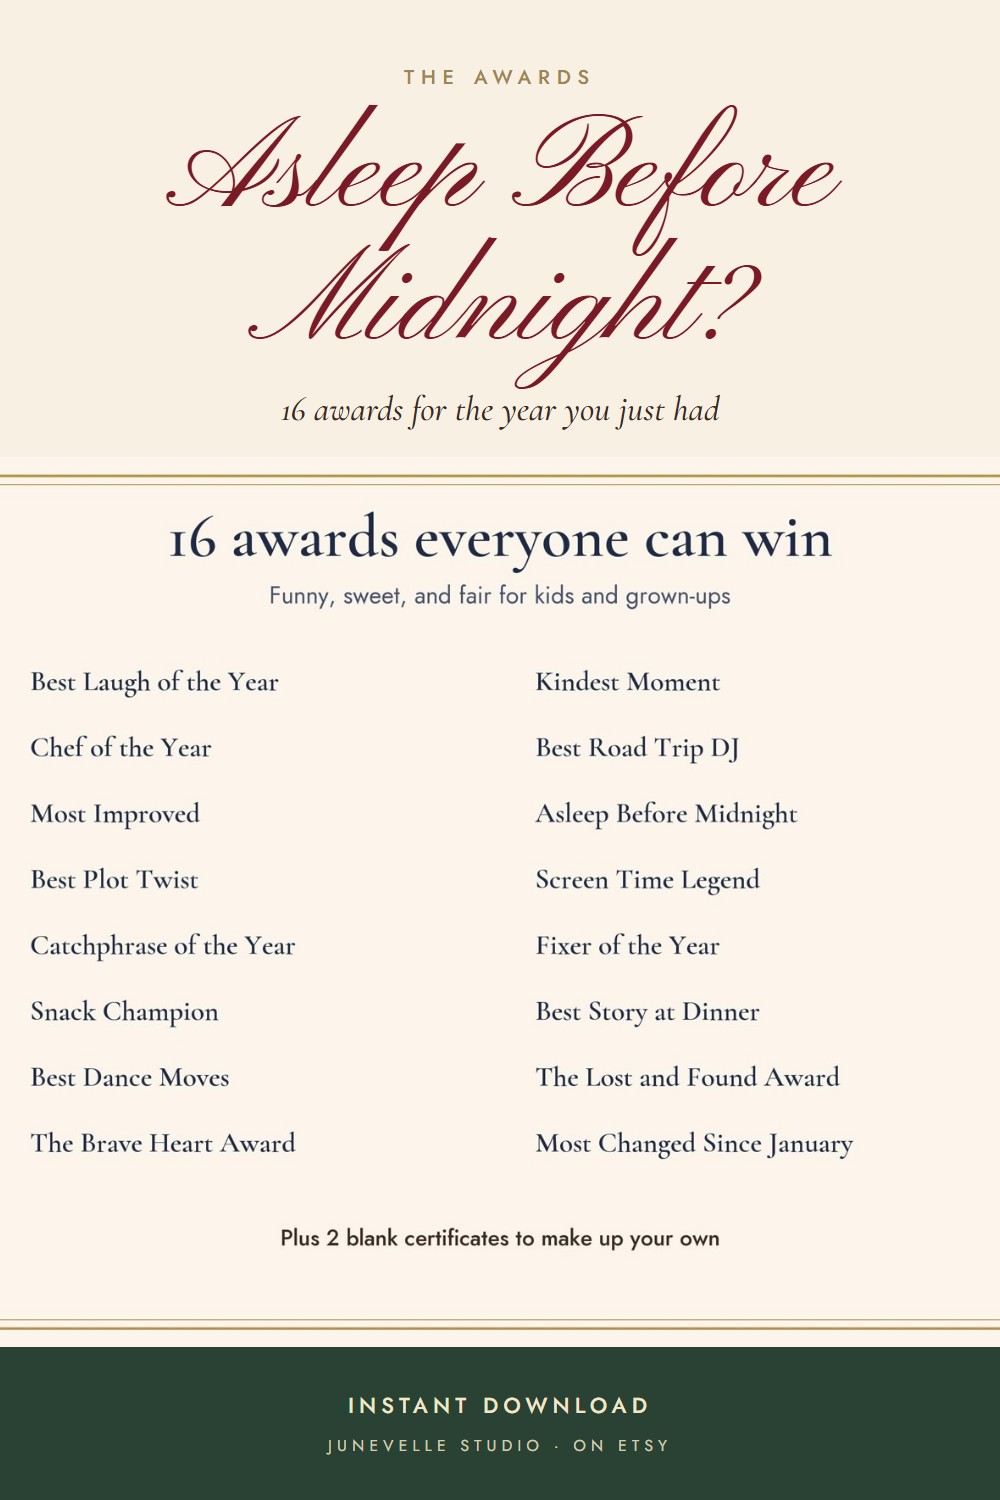 THE AWARDS
Asleep Before
Midnight?
16 awards for the year you just had
16 awards everyone can win
Funny, sweet, and fair for kids and grown-ups
Best Laugh of the Year
Chef of the Year
Most Improved
Best Plot Twist
Catchphrase of the Year
Snack Champion
Best Dance Moves
The Brave Heart Award
Kindest Moment
Best Road Trip DJ
Asleep Before Midnight
Screen Time Legend
Fixer of the Year
Best Story at Dinner
The Lost and Found Award
Most Changed Since January
Plus 2 blank certificates to make up your own
INSTANT DOWNLOAD
JUNEVELLE STUDIO · ON ETSY